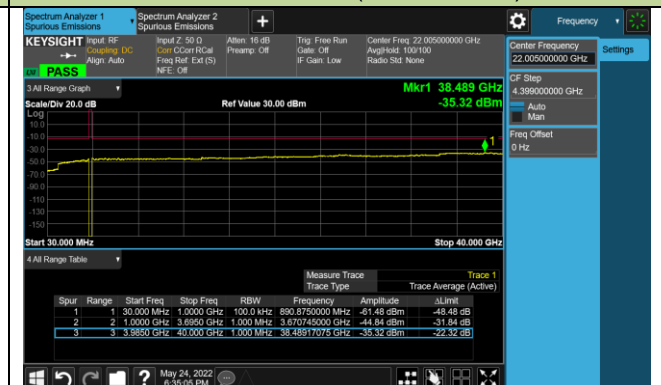 Spectrum Analyzer 1
Spurious Emissions
Spectrum Analyzer 2
Spurious Emissions
+
Frequency
KEYSIGHT
Input: RF
Coupling: DC
Align: Auto
Input Z: 50 Ω
Corr CCorr RCal
Freq Ref: Ext (S)
NFE: Off
Atten: 16 dB
Preamp: Off
Trig: Free Run
Gate: Off
IF Gain: Low
Center Freq: 22.005000000 GHz
Avg|Hold: 100/100
Radio Std: None
PASS
Center Frequency
22.005000000 GHz
Settings
CF Step
4.399000000 GHz
Auto
Man
Freq Offset
0 Hz
3 All Range Graph
Mkr1 38.489 GHz
Scale/Div 20.0 dB
Ref Value 30.00 dBm
-35.32 dBm
Log
10.0
-10.0
-30.0
-50.0
-70.0
-90.0
-110
-130
-150
1
Start 30.000 MHz
Stop 40.000 GHz
4 All Range Table
Measure Trace Trace 1
Trace Type Trace Average (Active)
Spur Range Start Freq Stop Freq RBW Frequency Amplitude ΔLimit
1 1 30.000 MHz 1.0000 GHz 100.0 kHz 890.8750000 MHz -61.48 dBm -48.48 dB
2 2 1.0000 GHz 3.6950 GHz 1.000 MHz 3.670745000 GHz -44.84 dBm -31.84 dB
3 3 3.9850 GHz 40.000 GHz 1.000 MHz 38.48917075 GHz -35.32 dBm -22.32 dB
?
May 24, 2022
6:35:05 PM